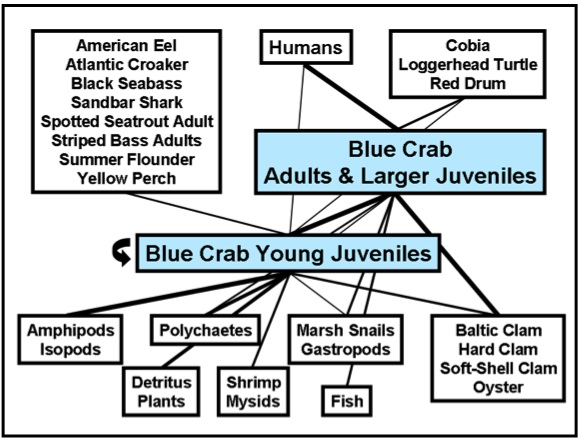 American Eel
Atlantic Croaker
Black Seabass
Sandbar Shark
Spotted Seatrout Adult
Striped Bass Adults
Summer Flounder
Yellow Perch
Humans
Cobia
Loggerhead Turtle
Red Drum
Blue Crab
Adults & Larger Juveniles
Blue Crab Young Juveniles
Amphipods
Isopods
Polychaetes
Marsh Snails
Gastropods
Baltic Clam
Hard Clam
Soft-Shell Clam
Oyster
Detritus
Plants
Shrimp
Mysids
Fish